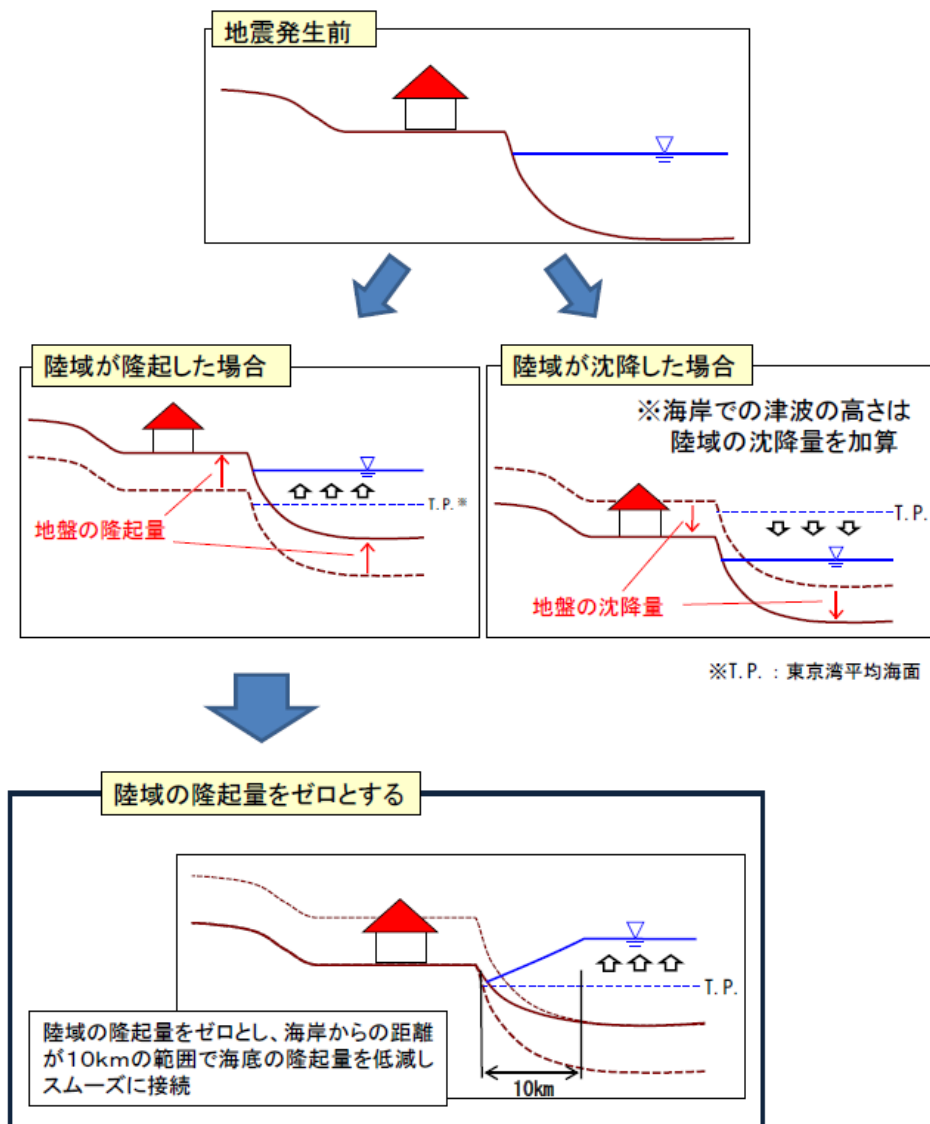 地震発生前
陸域が隆起した場合
T.P.※
地盤の隆起量
陸域が沈降した場合
※海岸での津波の高さは
陸域の沈降量を加算
T.P.
地盤の沈降量
※T.P. : 東京湾平均海面
陸域の隆起量をゼロとする
T.P.
陸域の隆起量をゼロとし、海岸からの距離
が10kmの範囲で海底の隆起量を低減し
スムーズに接続
10km